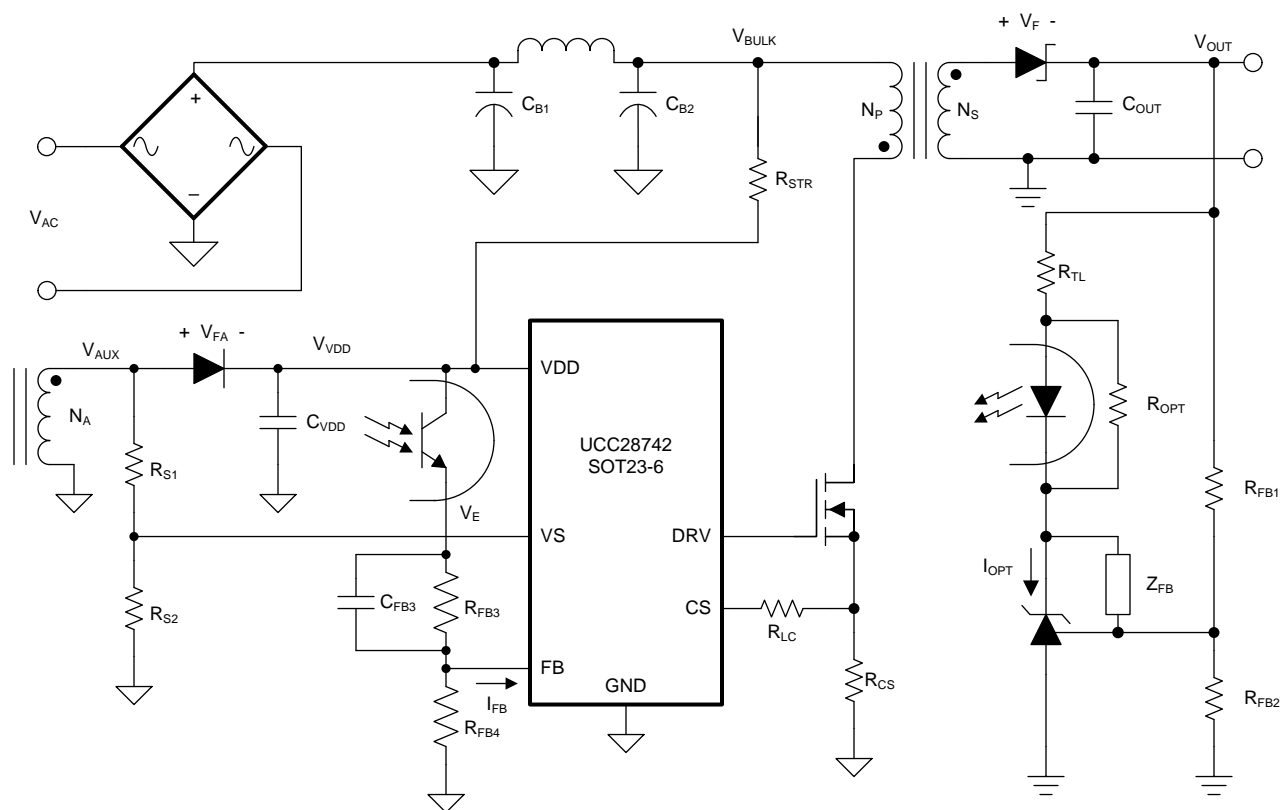 + V_F -
V_BULK
V_OUT
+
C_B1
C_B2
N_P
N_S
C_OUT
–
R_STR
V_AC
R_TL
+ V_FA -
V_AUX
V_VDD
VDD
N_A
C_VDD
R_OPT
UCC28742
SOT23-6
R_S1
R_FB1
V_E
VS
DRV
I_OPT
Z_FB
C_FB3
R_FB3
CS
R_S2
R_LC
FB
GND
R_CS
I_FB
R_FB2
R_FB4